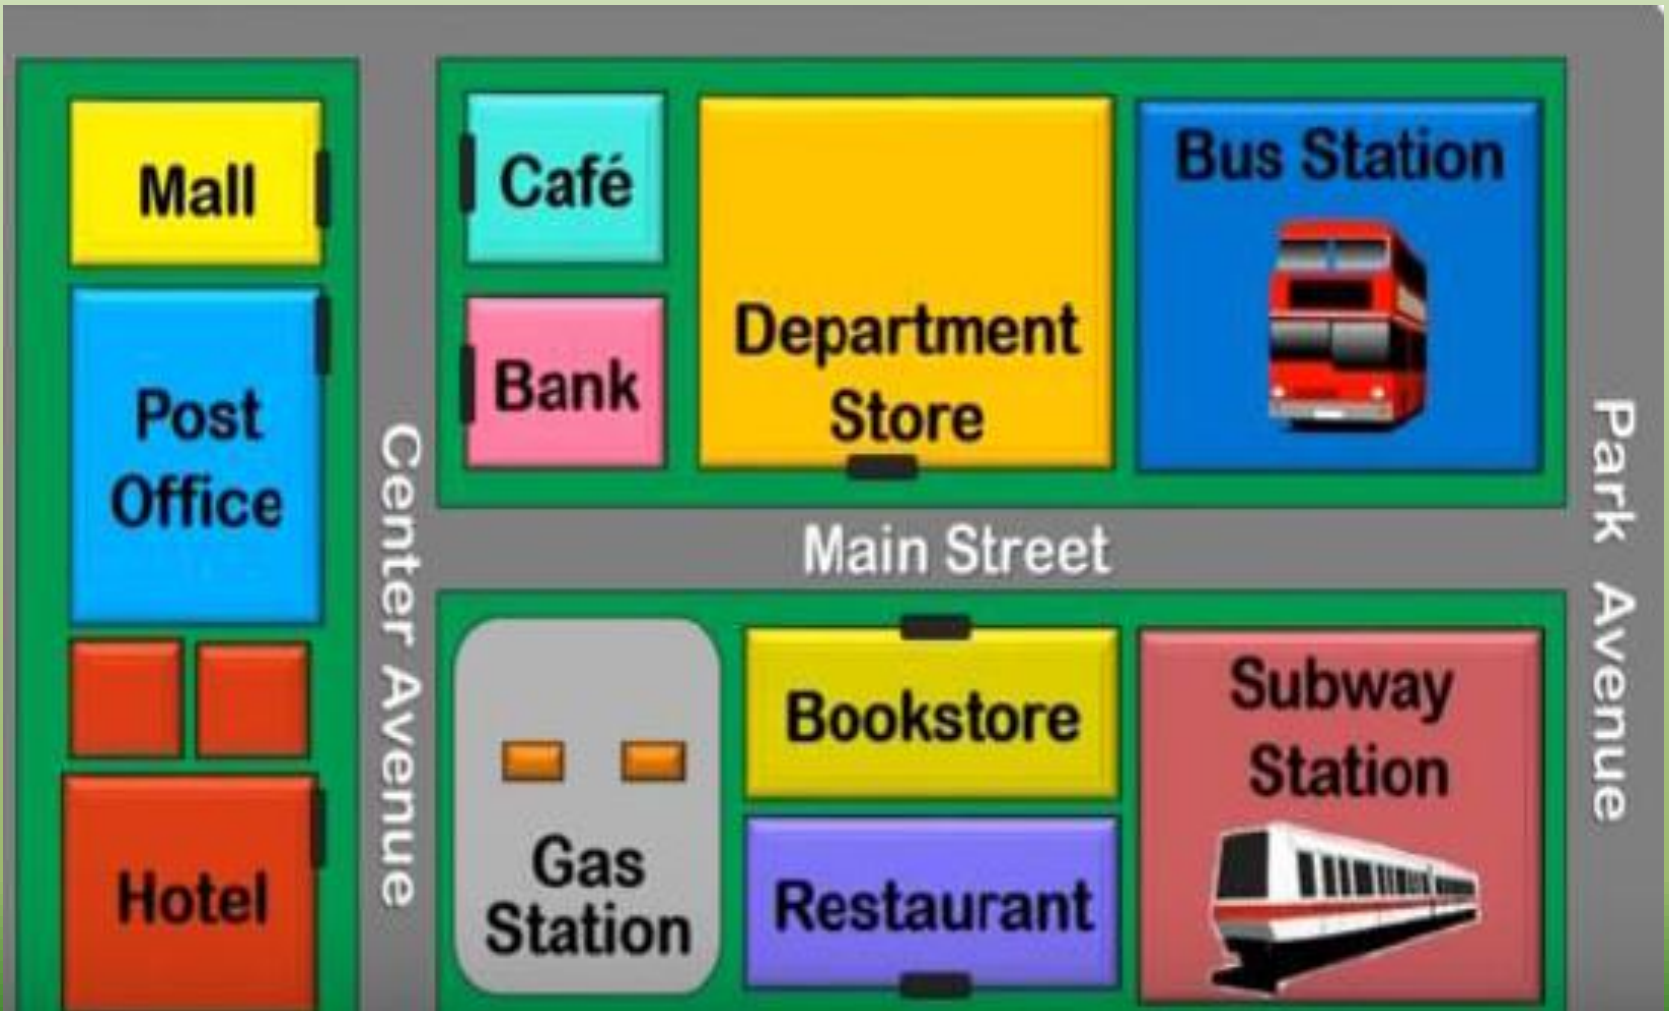 Mall
Café
Bus Station
Department
Store
Bank
Post
Office
Center Avenue
Park Avenue
Main Street
Bookstore
Subway
Station
Gas
Station
Restaurant
Hotel